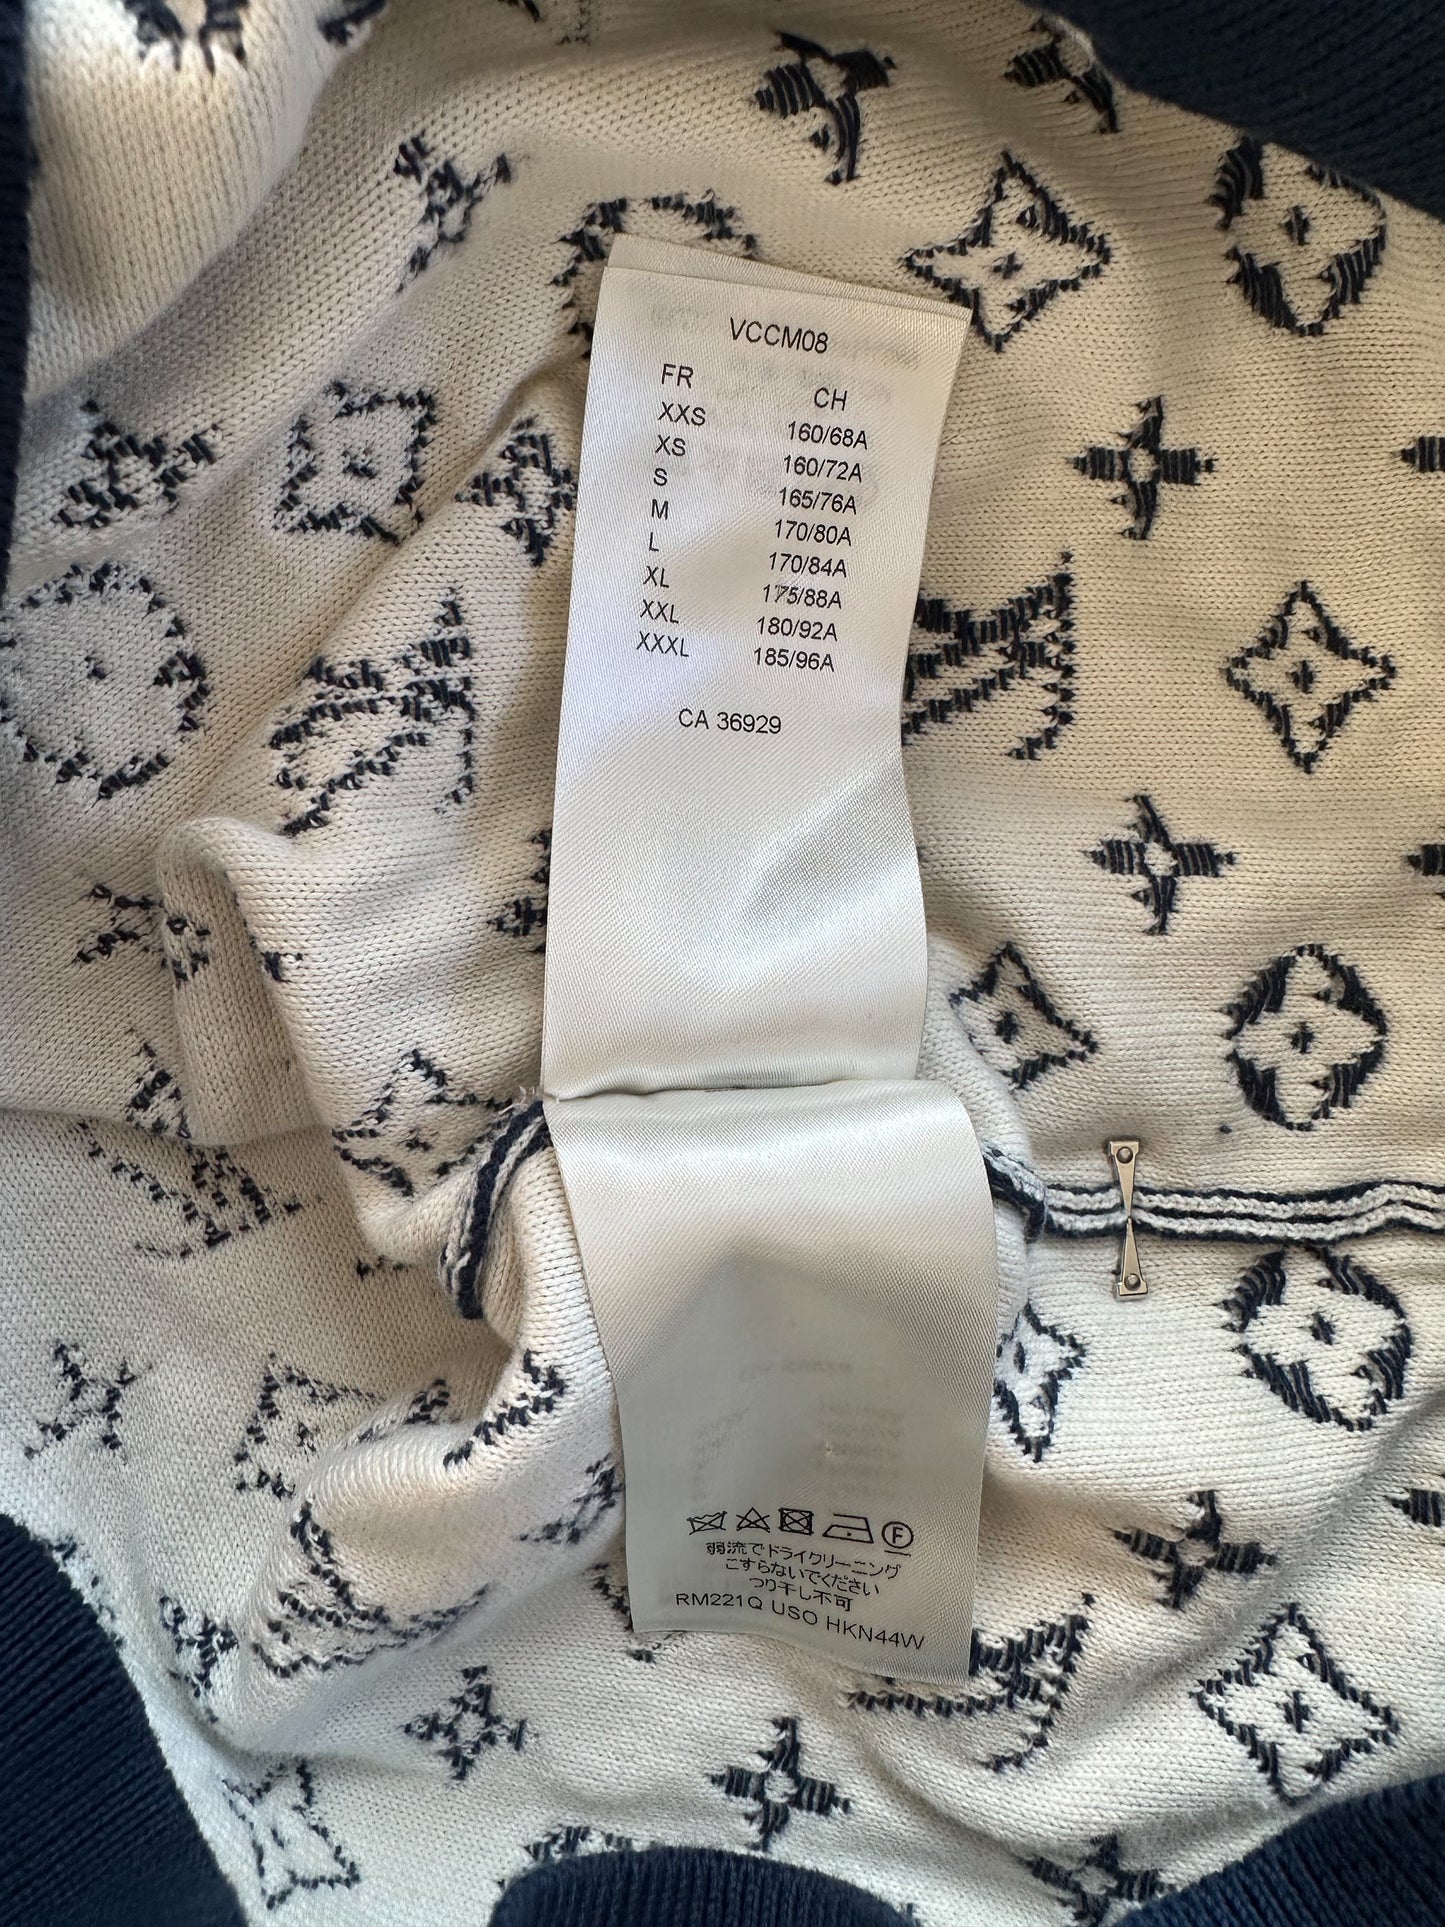 VCCM08
FR CH
XXS 160/68A
XS 160/72A
S 165/76A
M 170/80A
L 170/84A
XL 175/88A
XXL 180/92A
XXXL 185/96A
CA 36929
F
弱流でドライクリーニング
こすらないでください
つり干し不可
RM221Q USO HKN44W